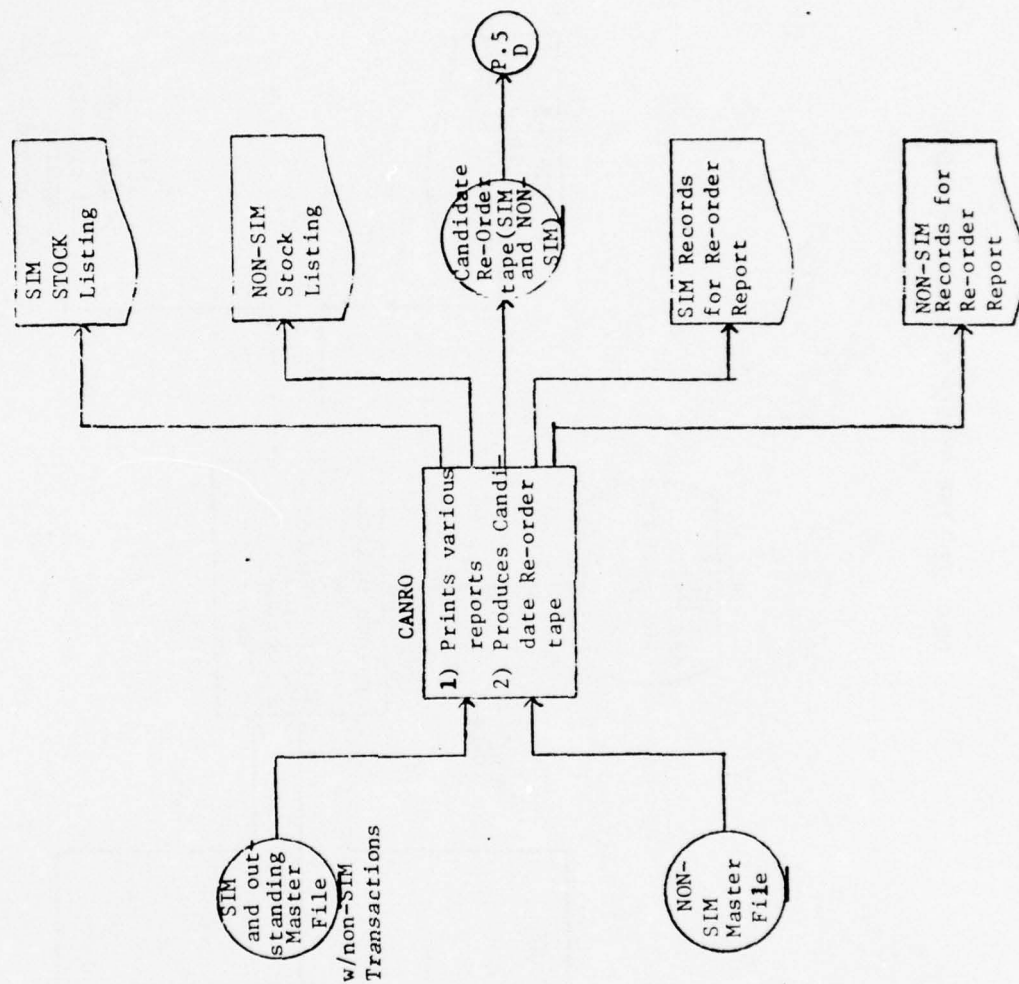 SIM
and out-
standing
Master
File
w/non-SIM
Transactions
NON-
SIM
Master
File
CANRO
1) Prints various
reports
2) Produces Candi-
date Re-order
tape
SIM
STOCK
Listing
NON-SIM
Stock
Listing
Candidate
Re-Order
tape(SIM
and NON-
SIM)
P.5
D
SIM Records
for Re-order
Report
NON-SIM
Records for
Re-order
Report